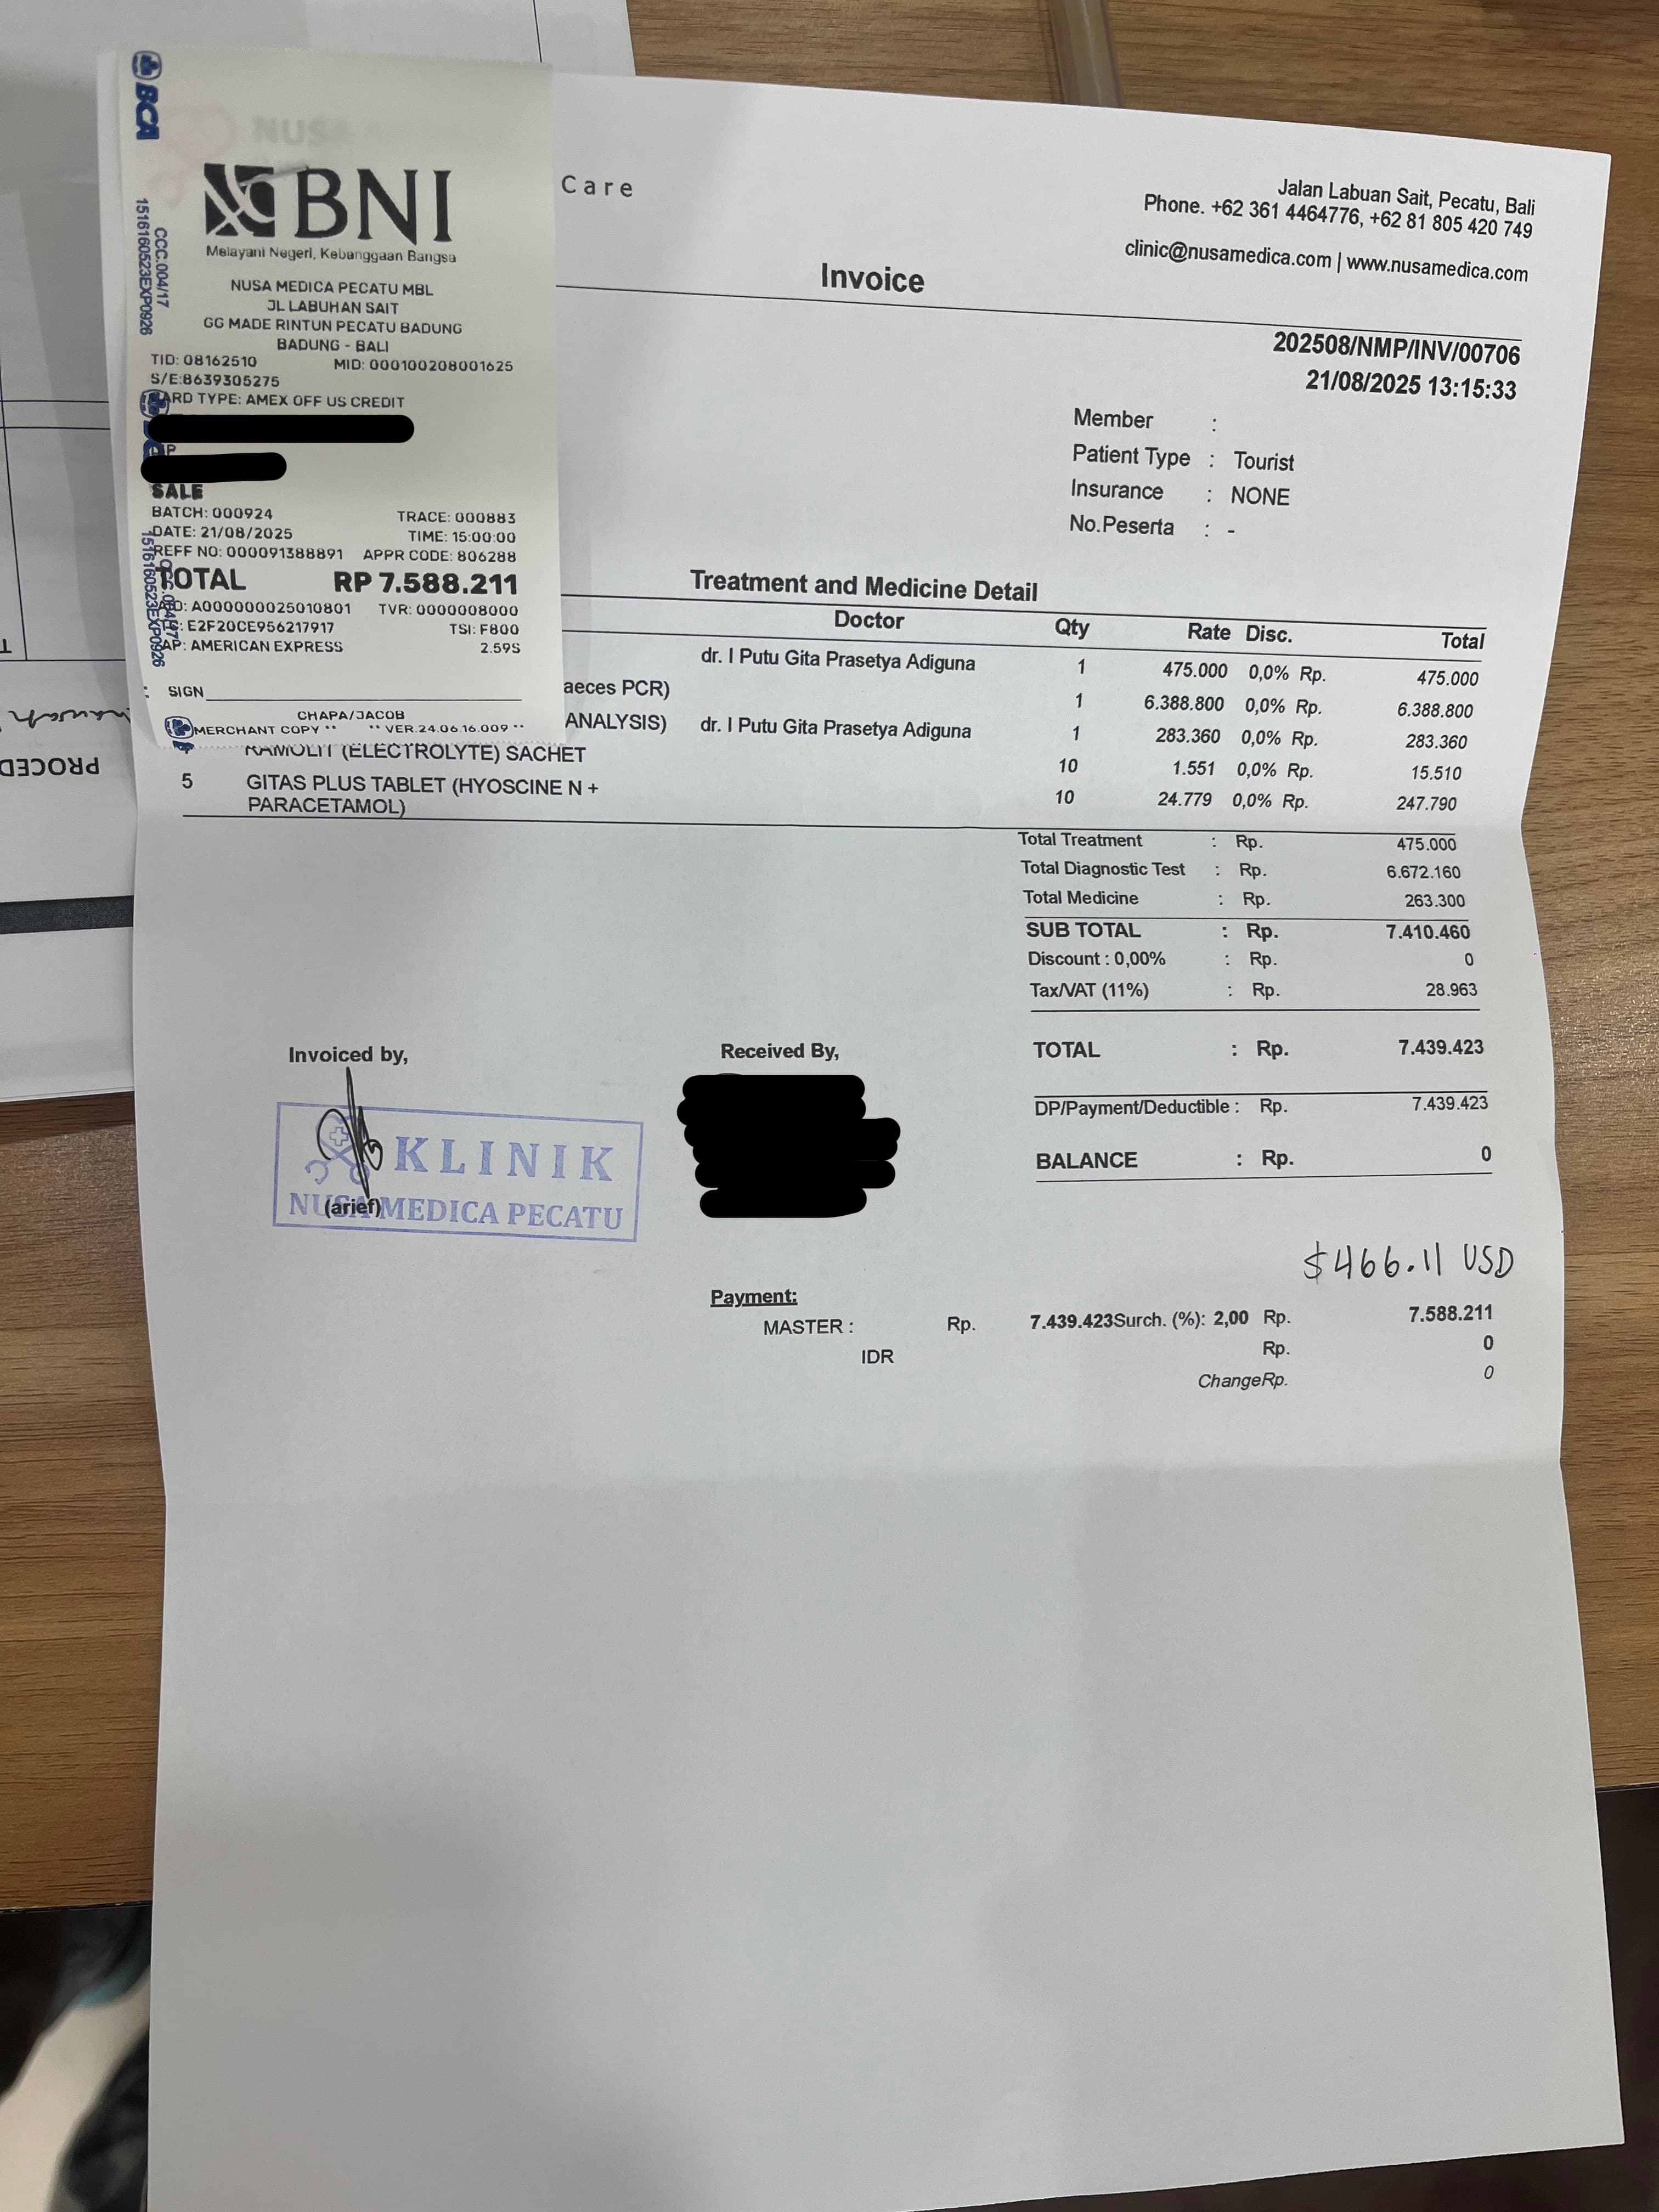 BCA
CCC.004/17
1516160523EXP0926
NUSA
BNI
Melayani Negeri, Kebanggaan Bangsa
NUSA MEDICA PECATU MBL
JL LABUHAN SAIT
GG MADE RINTUN PECATU BADUNG
BADUNG - BALI
TID: 08162510 MID: 000100208001625
S/E:8639305275
ARD TYPE: AMEX OFF US CREDIT
SALE
BATCH: 000924 TRACE: 000883
DATE: 21/08/2025 TIME: 15:00:00
REFF NO: 000091388891 APPR CODE: 806288
TOTAL RP 7.588.211
: A000000025010801 TVR: 0000008000
: E2F20CE956217917 TSI: F800
AP: AMERICAN EXPRESS 2.59S
SIGN
CHAPA/JACOB
MERCHANT COPY ** ** VER.24.06.16.009 **
1516160523EXP0926
Care
Jalan Labuan Sait, Pecatu, Bali
Phone. +62 361 4464776, +62 81 805 420 749
clinic@nusamedica.com | www.nusamedica.com
Invoice
202508/NMP/INV/00706
21/08/2025 13:15:33
Member :
Patient Type : Tourist
Insurance : NONE
No.Peserta : -
Treatment and Medicine Detail
Doctor Qty Rate Disc. Total
dr. I Putu Gita Prasetya Adiguna 1 475.000 0,0% Rp. 475.000
aeces PCR) 1 6.388.800 0,0% Rp. 6.388.800
ANALYSIS) dr. I Putu Gita Prasetya Adiguna 1 283.360 0,0% Rp. 283.360
RAMOLIT (ELECTROLYTE) SACHET 10 1.551 0,0% Rp. 15.510
5 GITAS PLUS TABLET (HYOSCINE N + 10 24.779 0,0% Rp. 247.790
PARACETAMOL)
Total Treatment : Rp. 475.000
Total Diagnostic Test : Rp. 6.672.160
Total Medicine : Rp. 263.300
SUB TOTAL : Rp. 7.410.460
Discount : 0,00% : Rp. 0
Tax/VAT (11%) : Rp. 28.963
TOTAL : Rp. 7.439.423
DP/Payment/Deductible : Rp. 7.439.423
BALANCE : Rp. 0
Invoiced by, Received By,
KLINIK
NUSA MEDICA PECATU
(arief)
$466.11 USD
Payment:
MASTER : Rp. 7.439.423Surch. (%): 2,00 Rp. 7.588.211
IDR Rp. 0
ChangeRp. 0
PROCED